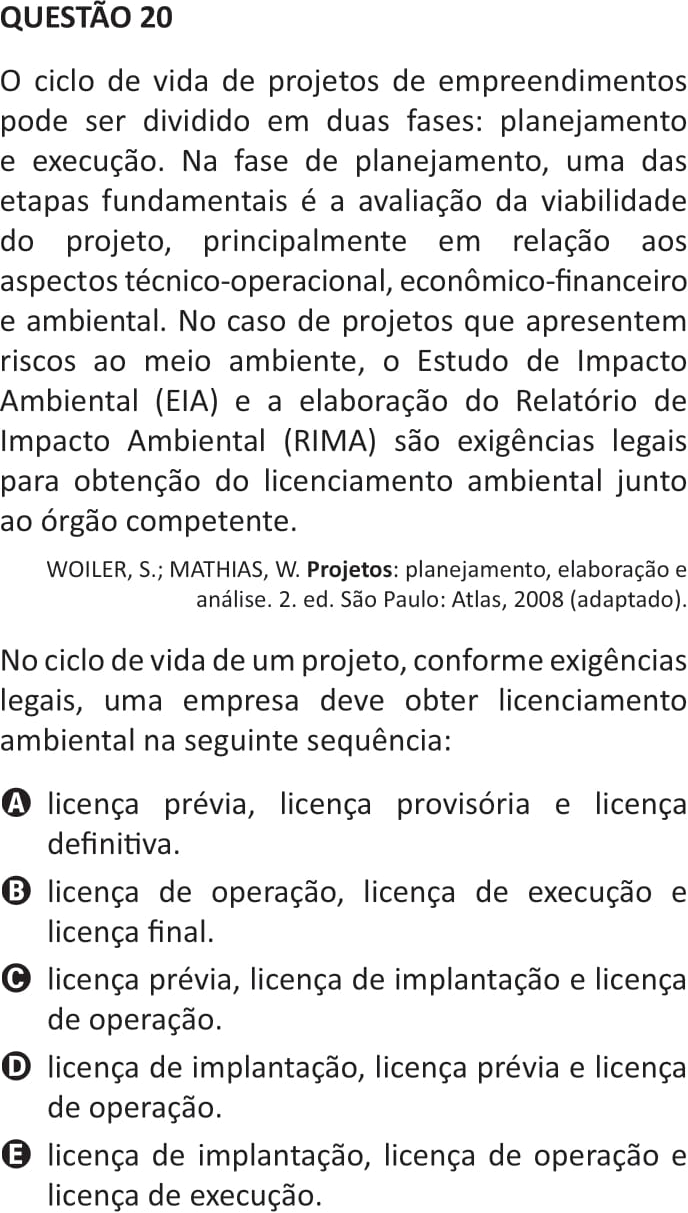 QUESTÃO 20
O ciclo de vida de projetos de empreendimentos
pode ser dividido em duas fases: planejamento
e execução. Na fase de planejamento, uma das
etapas fundamentais é a avaliação da viabilidade
do projeto, principalmente em relação aos
aspectos técnico-operacional, econômico-financeiro
e ambiental. No caso de projetos que apresentem
riscos ao meio ambiente, o Estudo de Impacto
Ambiental (EIA) e a elaboração do Relatório de
Impacto Ambiental (RIMA) são exigências legais
para obtenção do licenciamento ambiental junto
ao órgão competente.
WOILER, S.; MATHIAS, W. Projetos: planejamento, elaboração e
análise. 2. ed. São Paulo: Atlas, 2008 (adaptado).
No ciclo de vida de um projeto, conforme exigências
legais, uma empresa deve obter licenciamento
ambiental na seguinte sequência:
A licença prévia, licença provisória e licença
definitiva.
B licença de operação, licença de execução e
licença final.
C licença prévia, licença de implantação e licença
de operação.
D licença de implantação, licença prévia e licença
de operação.
E licença de implantação, licença de operação e
licença de execução.